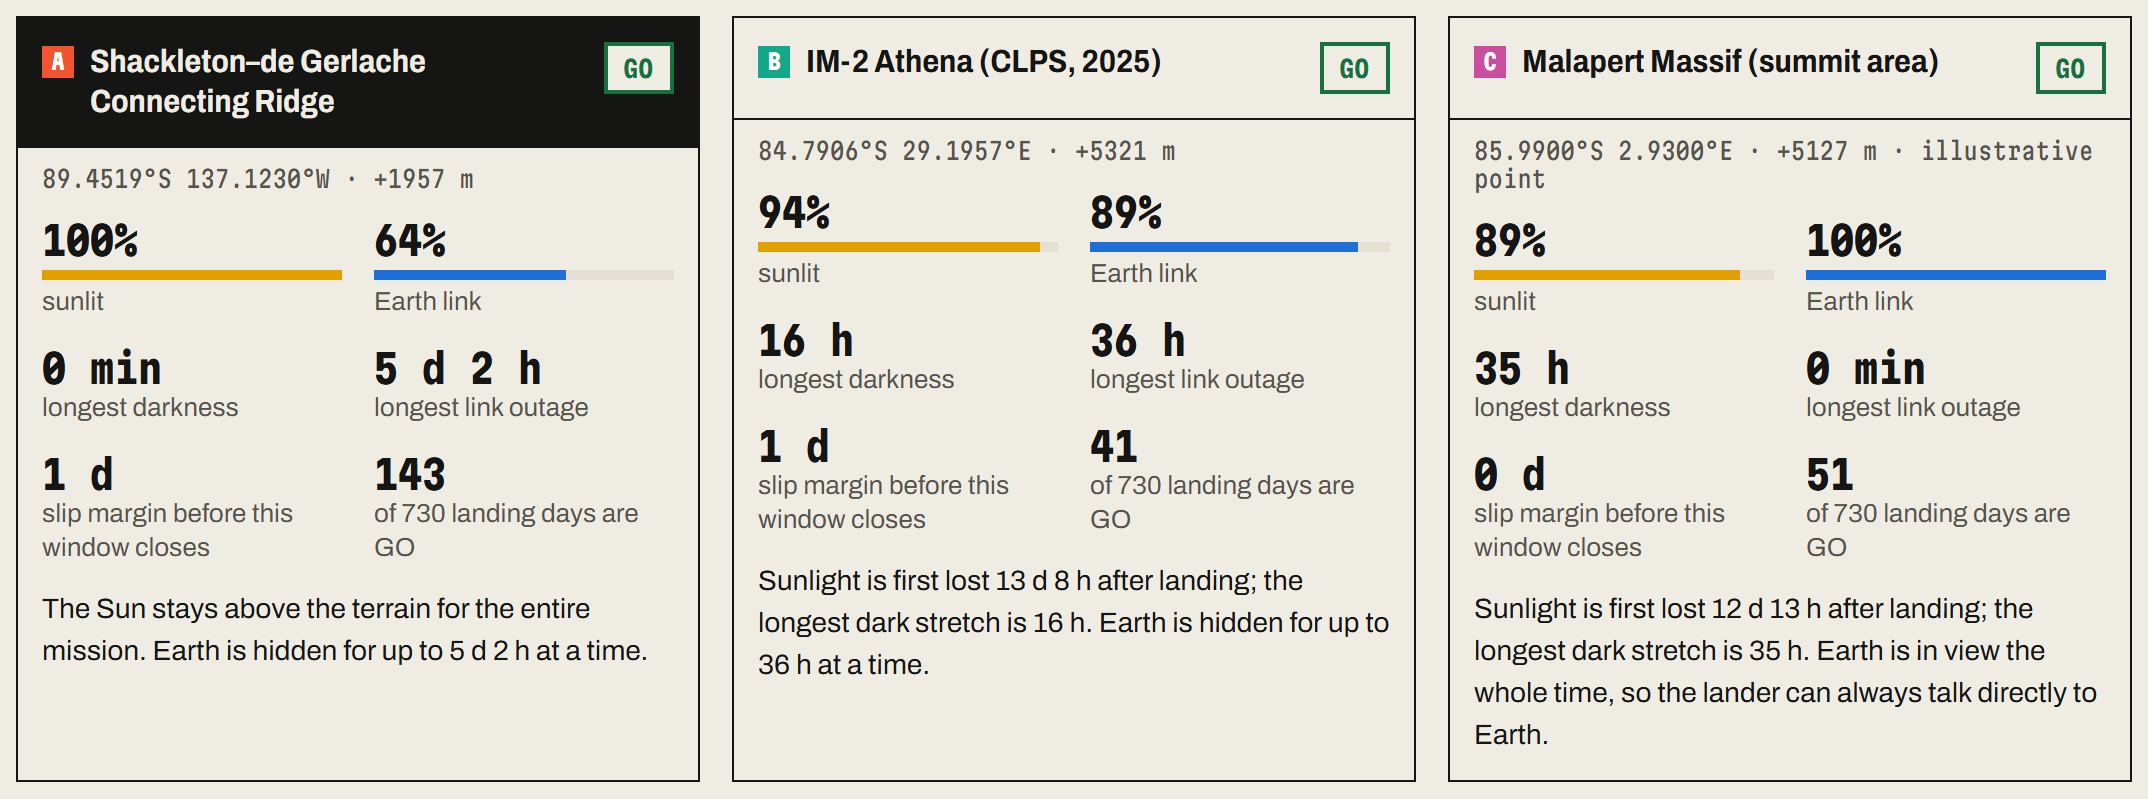 A Shackleton–de Gerlache
Connecting Ridge
GO
89.4519°S 137.1230°W · +1957 m
100% 64%
sunlit Earth link
0 min 5 d 2 h
longest darkness longest link outage
1 d 143
slip margin before this of 730 landing days are
window closes GO
The Sun stays above the terrain for the entire
mission. Earth is hidden for up to 5 d 2 h at a time.
B IM-2 Athena (CLPS, 2025) GO
84.7906°S 29.1957°E · +5321 m
94% 89%
sunlit Earth link
16 h 36 h
longest darkness longest link outage
1 d 41
slip margin before this of 730 landing days are
window closes GO
Sunlight is first lost 13 d 8 h after landing; the
longest dark stretch is 16 h. Earth is hidden for up to
36 h at a time.
C Malapert Massif (summit area) GO
85.9900°S 2.9300°E · +5127 m · illustrative
point
89% 100%
sunlit Earth link
35 h 0 min
longest darkness longest link outage
0 d 51
slip margin before this of 730 landing days are
window closes GO
Sunlight is first lost 12 d 13 h after landing; the
longest dark stretch is 35 h. Earth is in view the
whole time, so the lander can always talk directly to
Earth.